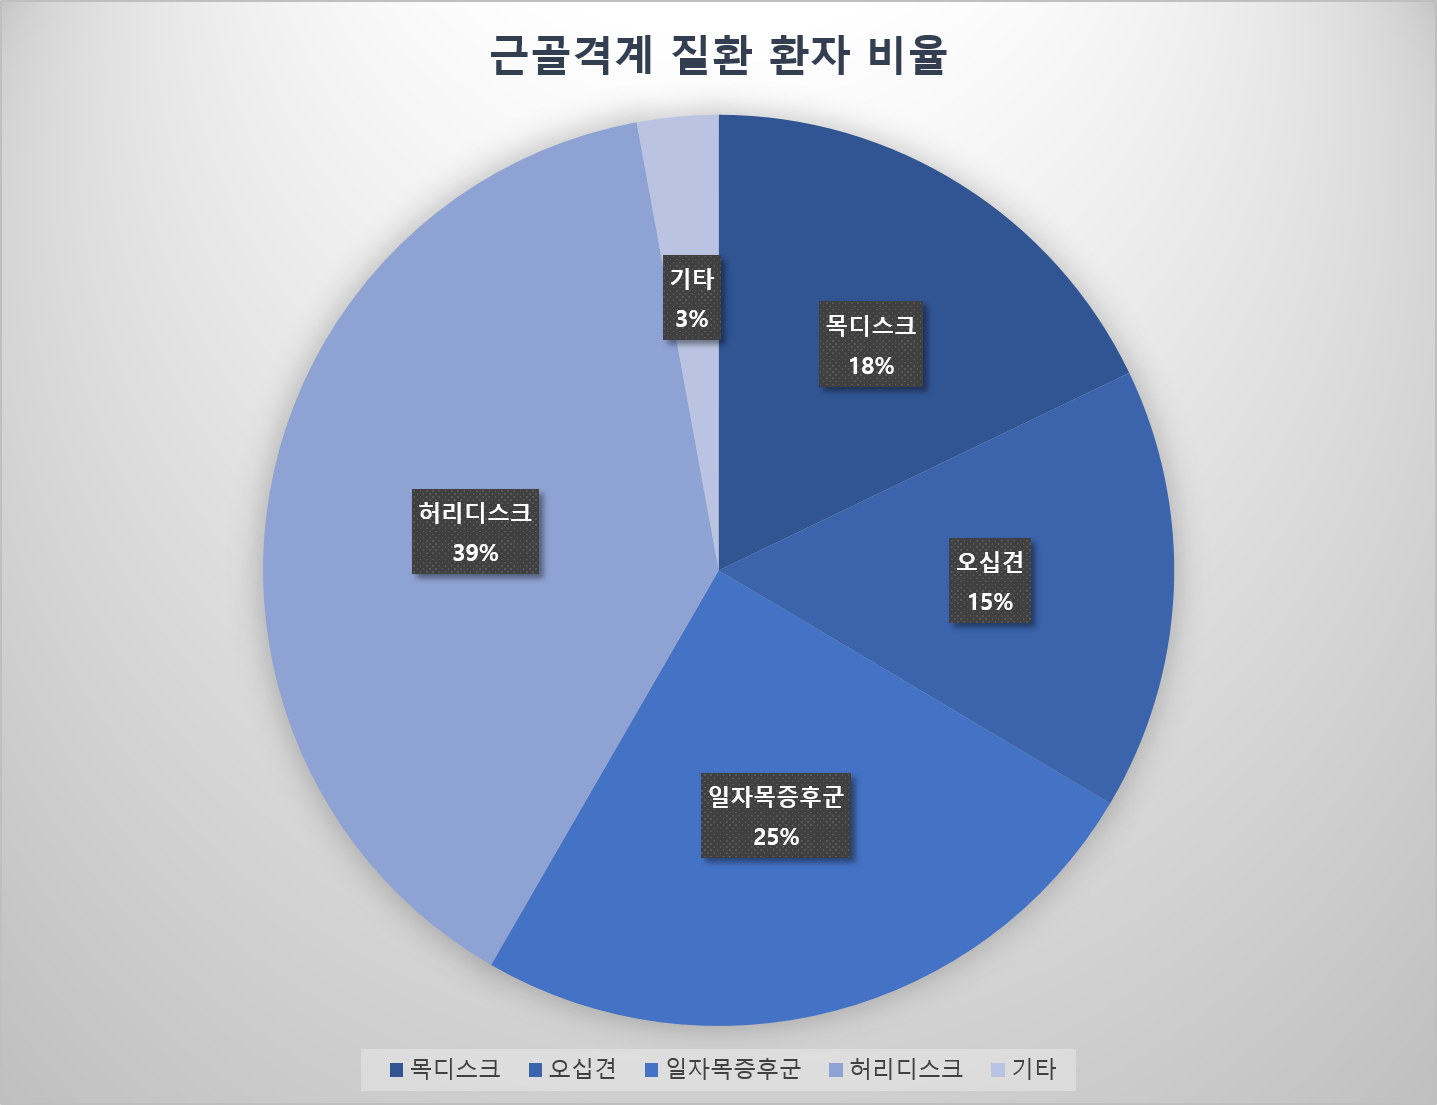 근골격계 질환 환자 비율
기타
3%
목디스크
18%
허리디스크
39%
오십견
15%
일자목증후군
25%
목디스크 오십견 일자목증후군 허리디스크 기타